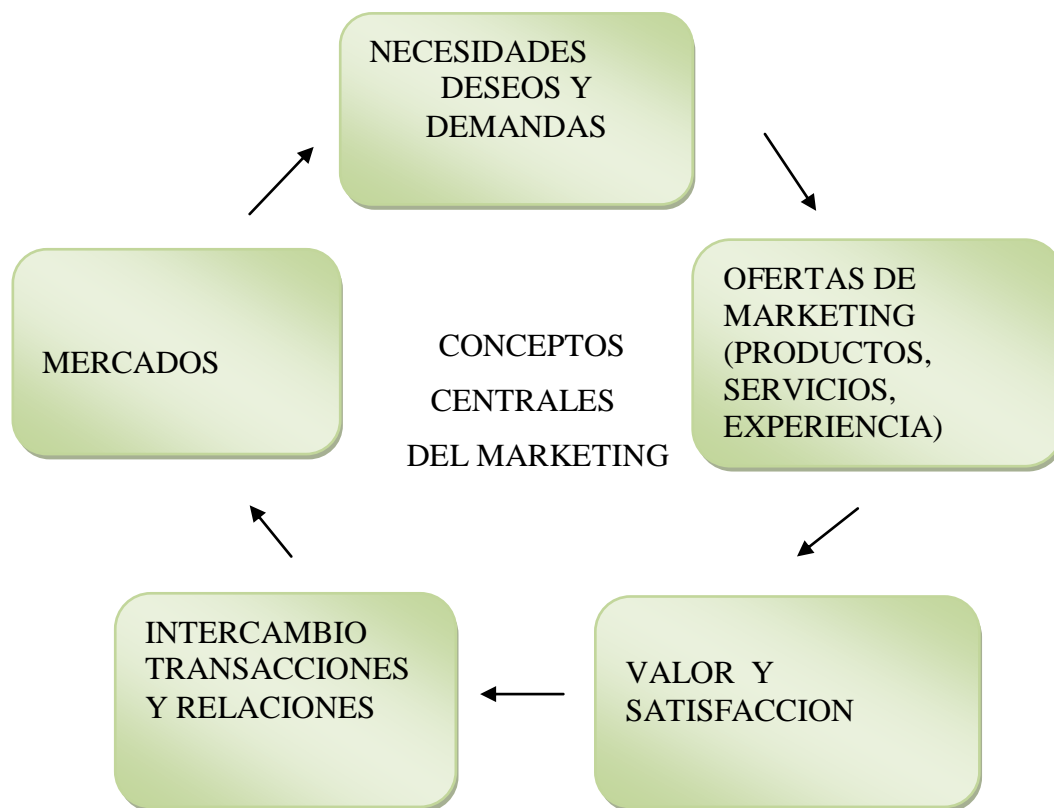 NECESIDADES
DESEOS Y
DEMANDAS
OFERTAS DE
MARKETING
(PRODUCTOS,
SERVICIOS,
EXPERIENCIA)
VALOR Y
SATISFACCION
INTERCAMBIO
TRANSACCIONES
Y RELACIONES
MERCADOS
CONCEPTOS
CENTRALES
DEL MARKETING